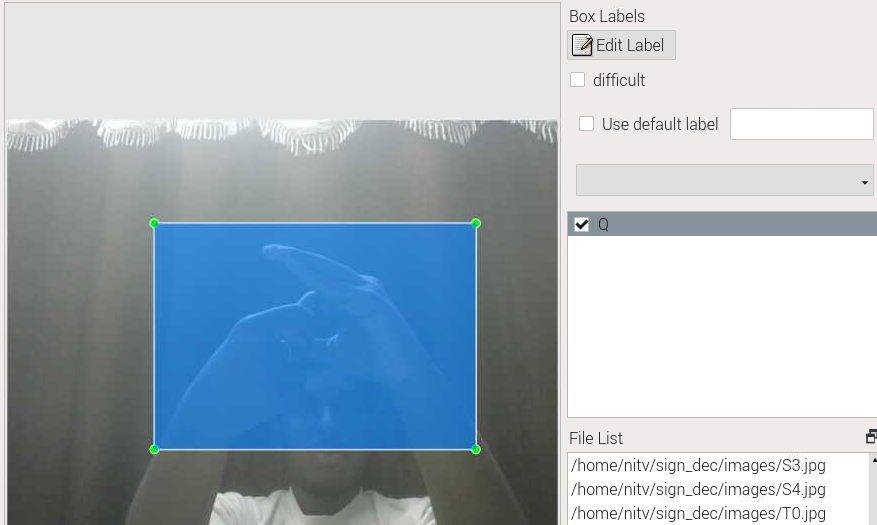 Box Labels
Edit Label
difficult
Use default label
Q
File List
/home/nitv/sign_dec/images/S3.jpg
/home/nitv/sign_dec/images/S4.jpg
/home/nitv/sign_dec/images/T0.jpg